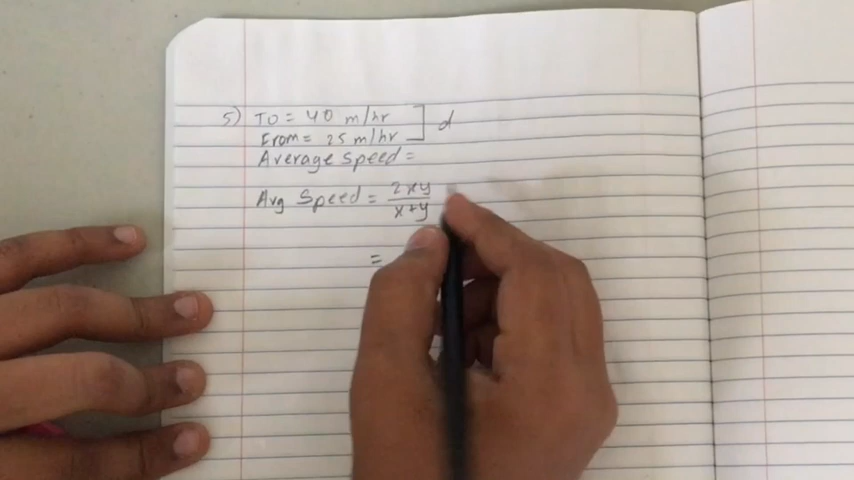 5) TO = 40 m/hr
From = 25 m/hr ] d
Average speed =
Avg Speed = 2xy
x+y
=